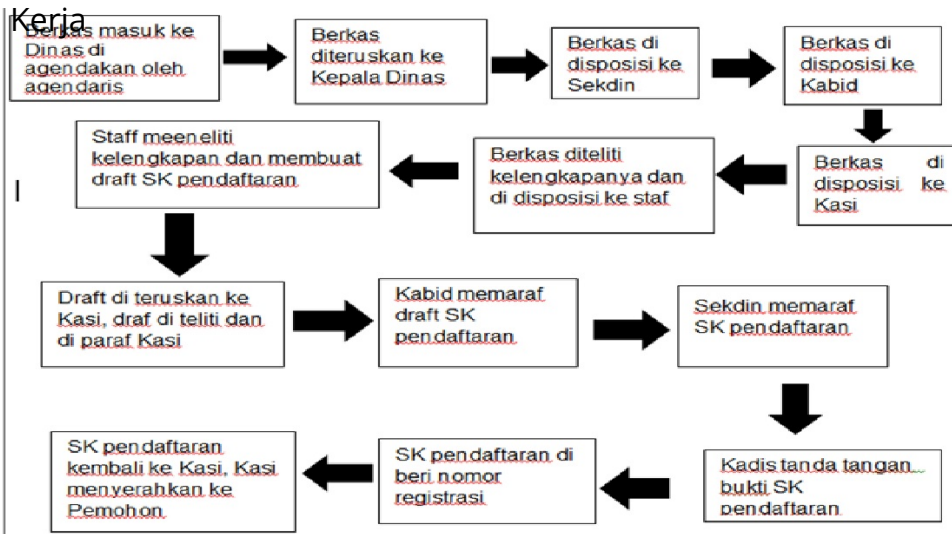 Kerja
Berkas masuk ke
Dinas di
agendakan oleh
agendaris
Berkas
diteruskan ke
Kepala Dinas
Berkas di
disposisi ke
Sekdin
Berkas di
disposisi ke
Kabid
Berkas di
disposisi ke
Kasi
Berkas diteliti
kelengkapanya dan
di disposisi ke staf
Staff meeneliti
kelengkapan dan membuat
draft SK pendaftaran
Draft di teruskan ke
Kasi, draf di teliti dan
di paraf Kasi
Kabid memaraf
draft SK
pendaftaran
Sekdin memaraf
SK pendaftaran
Kadis tanda tangan
bukti SK
pendaftaran
SK pendaftaran di
beri nomor
registrasi
SK pendaftaran
kembali ke Kasi, Kasi
menyerahkan ke
Pemohon